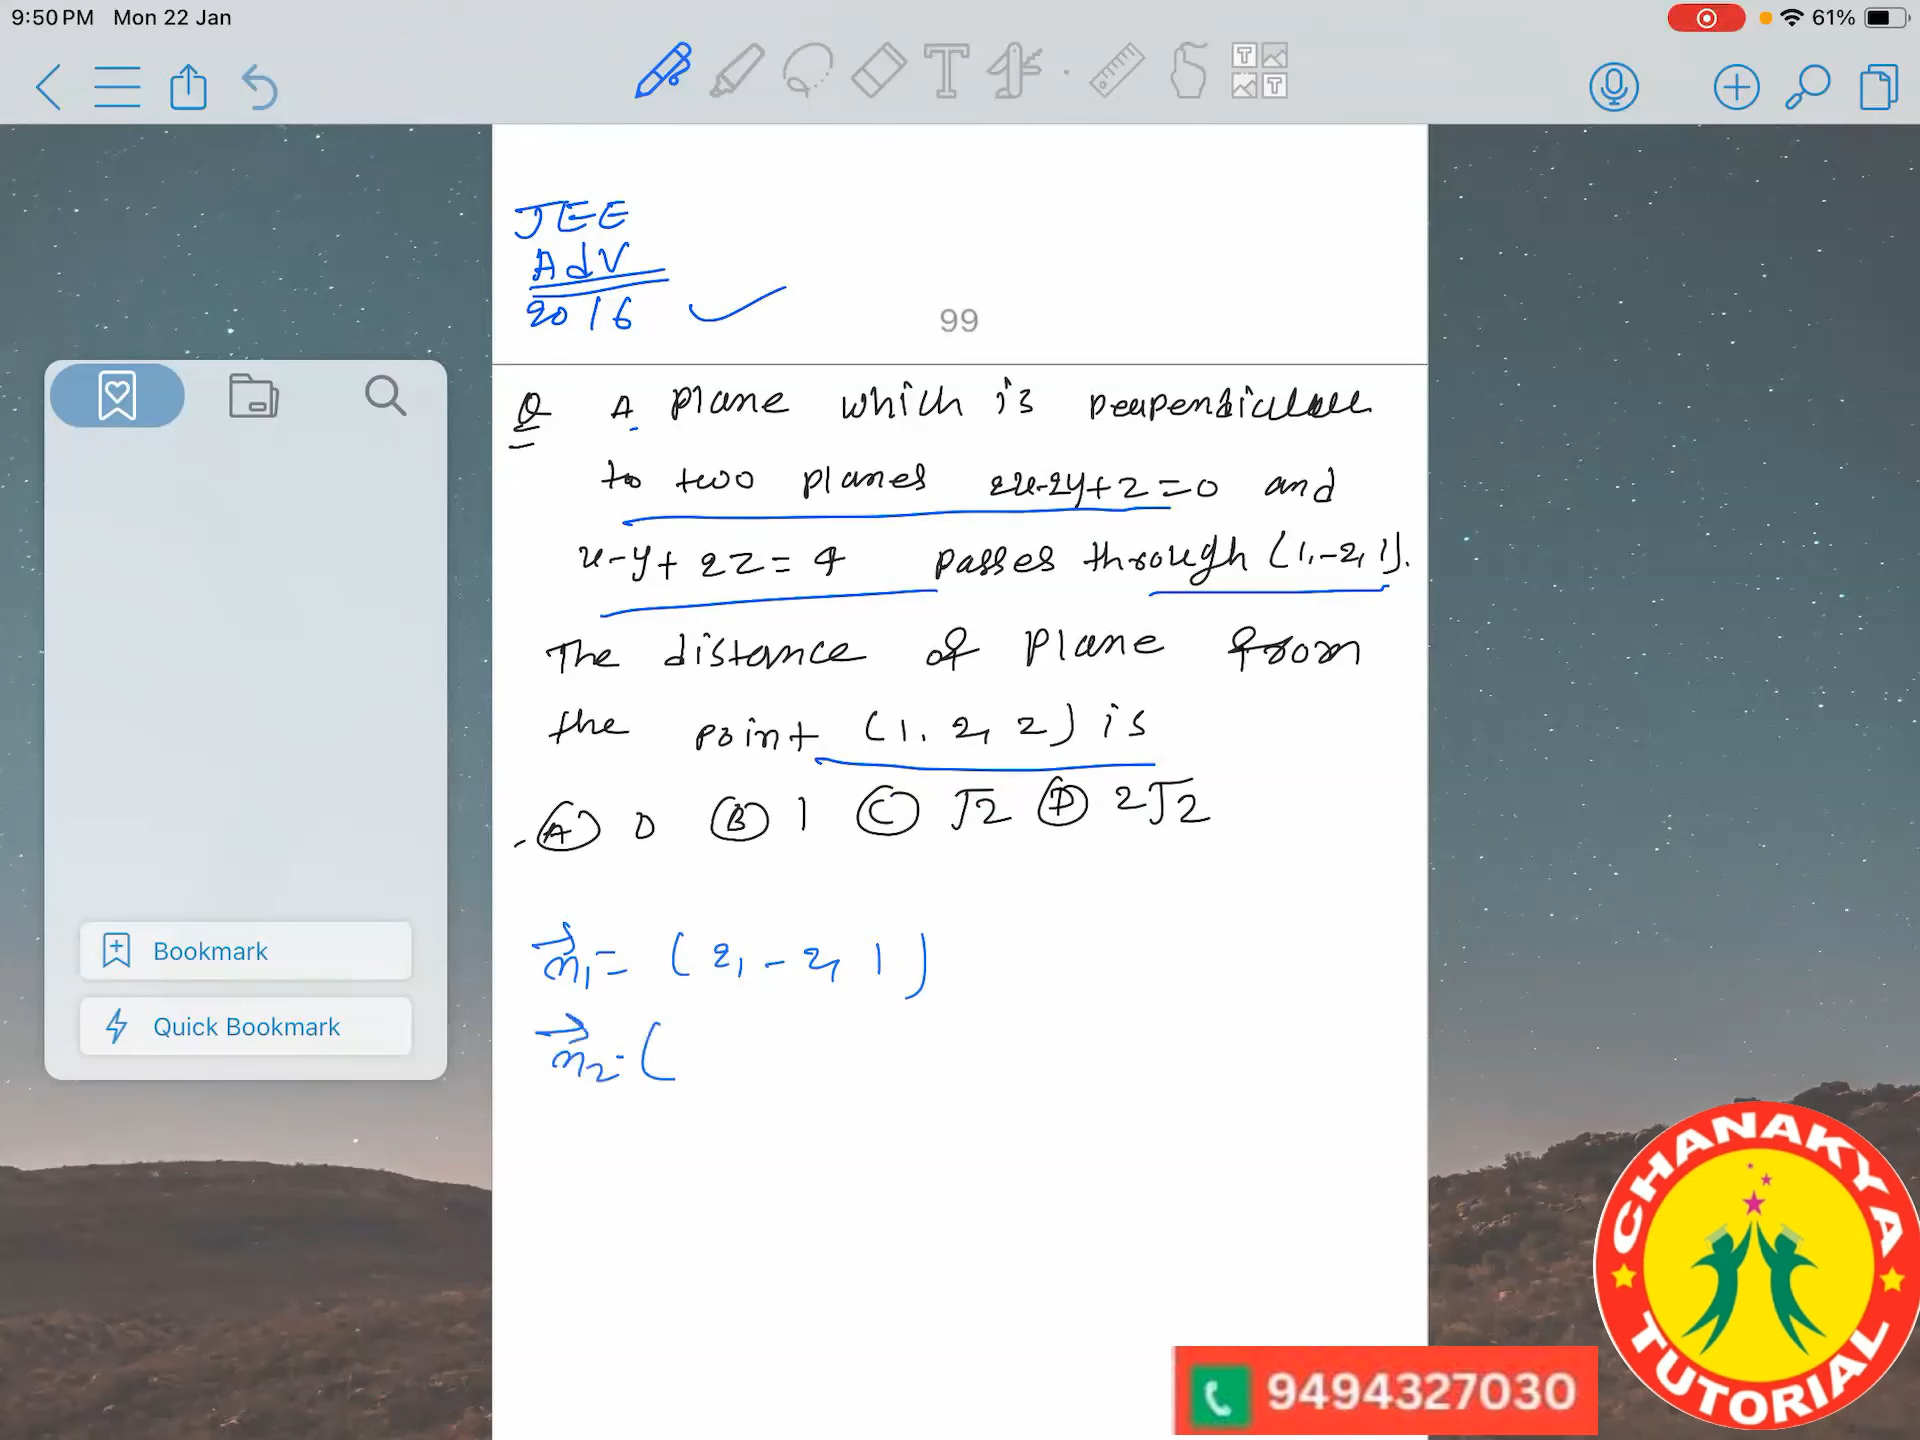 9:50 PM Mon 22 Jan
61%
JEE
Adv
2016
99
Q A plane which is perpendicular
to two planes 2x-2y+z=0 and
x-y+2z=4 passes through (1,-2,1).
The distance of plane from
the point (1, 2, 2) is
(A) 0 (B) 1 (C) √2 (D) 2√2
n₁⃗ = (2, -2, 1)
n₂⃗ = (
Bookmark
Quick Bookmark
CHANAKYA
TUTORIAL
9494327030